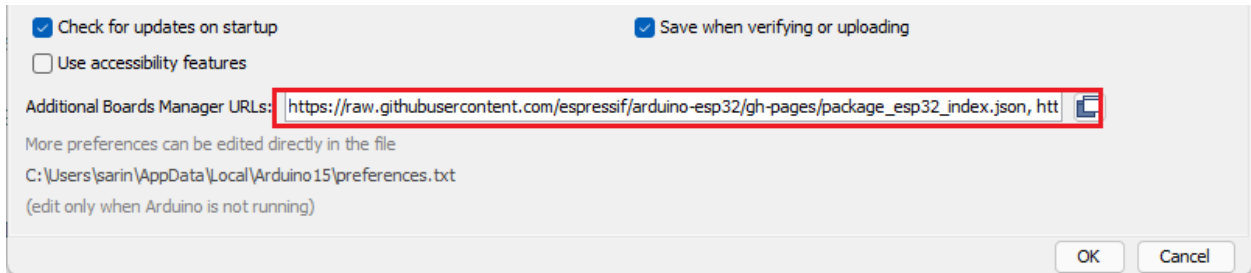 Check for updates on startup Save when verifying or uploading
Use accessibility features
Additional Boards Manager URLs: https://raw.githubusercontent.com/espressif/arduino-esp32/gh-pages/package_esp32_index.json, htt
More preferences can be edited directly in the file
C:\Users\sarin\AppData\Local\Arduino15\preferences.txt
(edit only when Arduino is not running)
OK Cancel